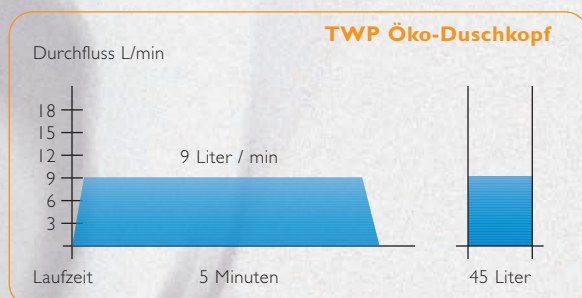 TWP Öko-Duschkopf
Durchfluss L/min
18
15
12
9
6
3
9 Liter / min
Laufzeit
5 Minuten
45 Liter